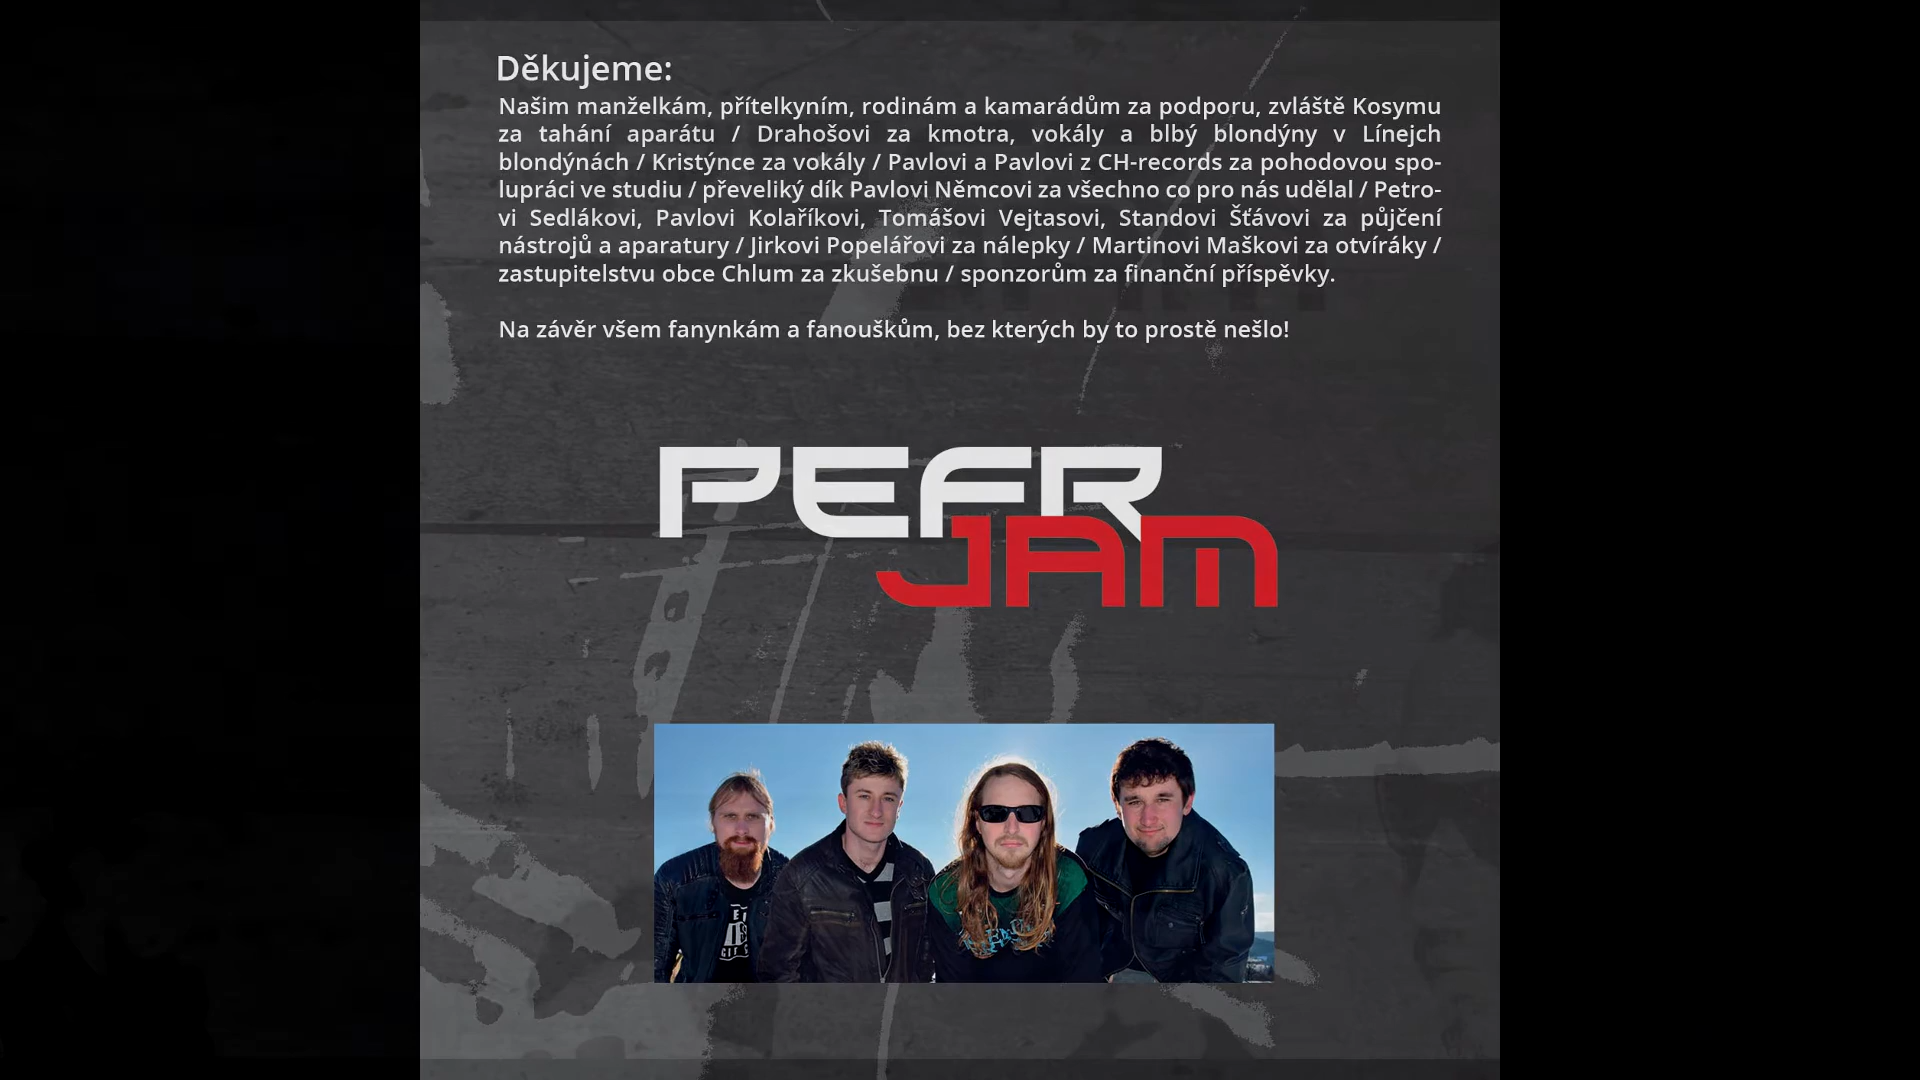 Děkujeme:
Našim manželkám, přítelkyním, rodinám a kamarádům za podporu, zvláště Kosymu
za tahání aparátu / Drahošovi za kmotra, vokály a blbý blondýny v Línejch
blondýnách / Kristýnce za vokály / Pavlovi a Pavlovi z CH-records za pohodovou spo-
lupráci ve studiu / převeliký dík Pavlovi Němcovi za všechno co pro nás udělal / Petro-
vi Sedlákovi, Pavlovi Kolaříkovi, Tomášovi Vejtasovi, Standovi Šťávovi za půjčení
nástrojů a aparatury / Jirkovi Popelářovi za nálepky / Martinovi Maškovi za otvíráky /
zastupitelstvu obce Chlum za zkušebnu / sponzorům za finanční příspěvky.
Na závěr všem fanynkám a fanouškům, bez kterých by to prostě nešlo!
PEFR
JAM